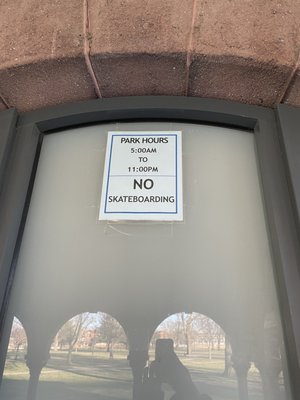 PARK HOURS
5:00AM
TO
11:00PM
NO
SKATEBOARDING